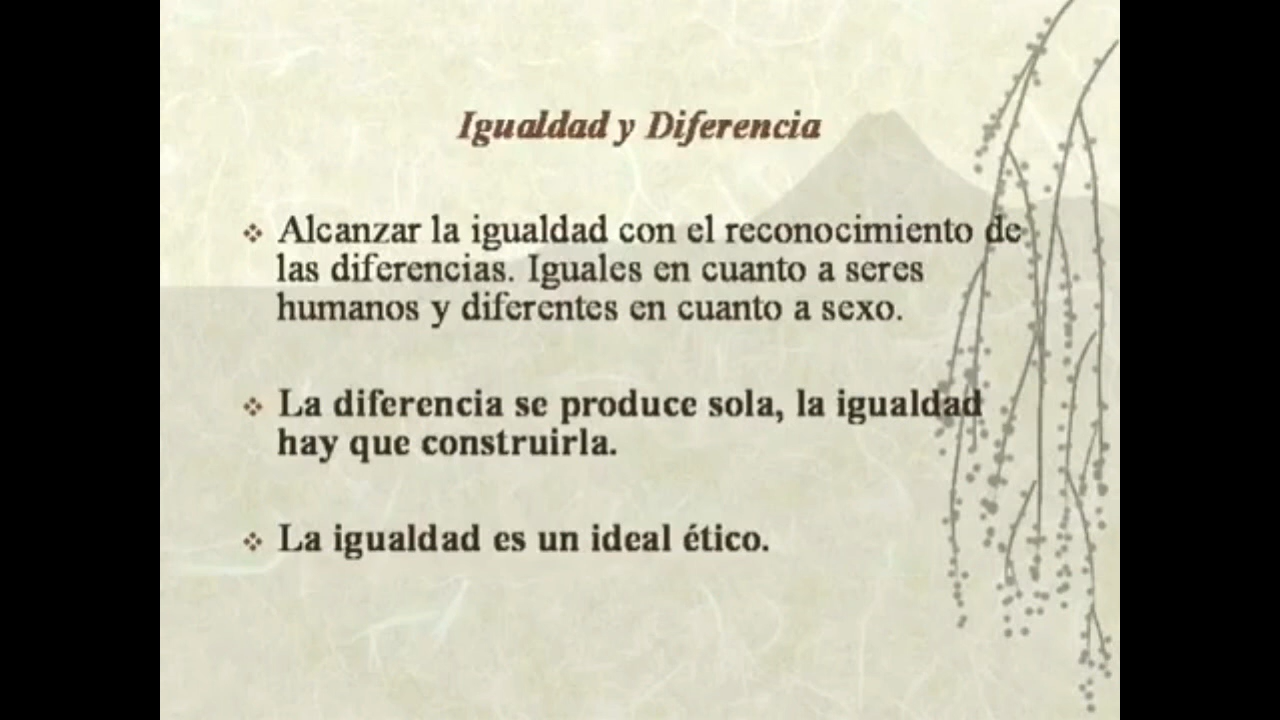 Igualdad y Diferencia
Alcanzar la igualdad con el reconocimiento de
las diferencias. Iguales en cuanto a seres
humanos y diferentes en cuanto a sexo.
La diferencia se produce sola, la igualdad
hay que construirla.
La igualdad es un ideal ético.